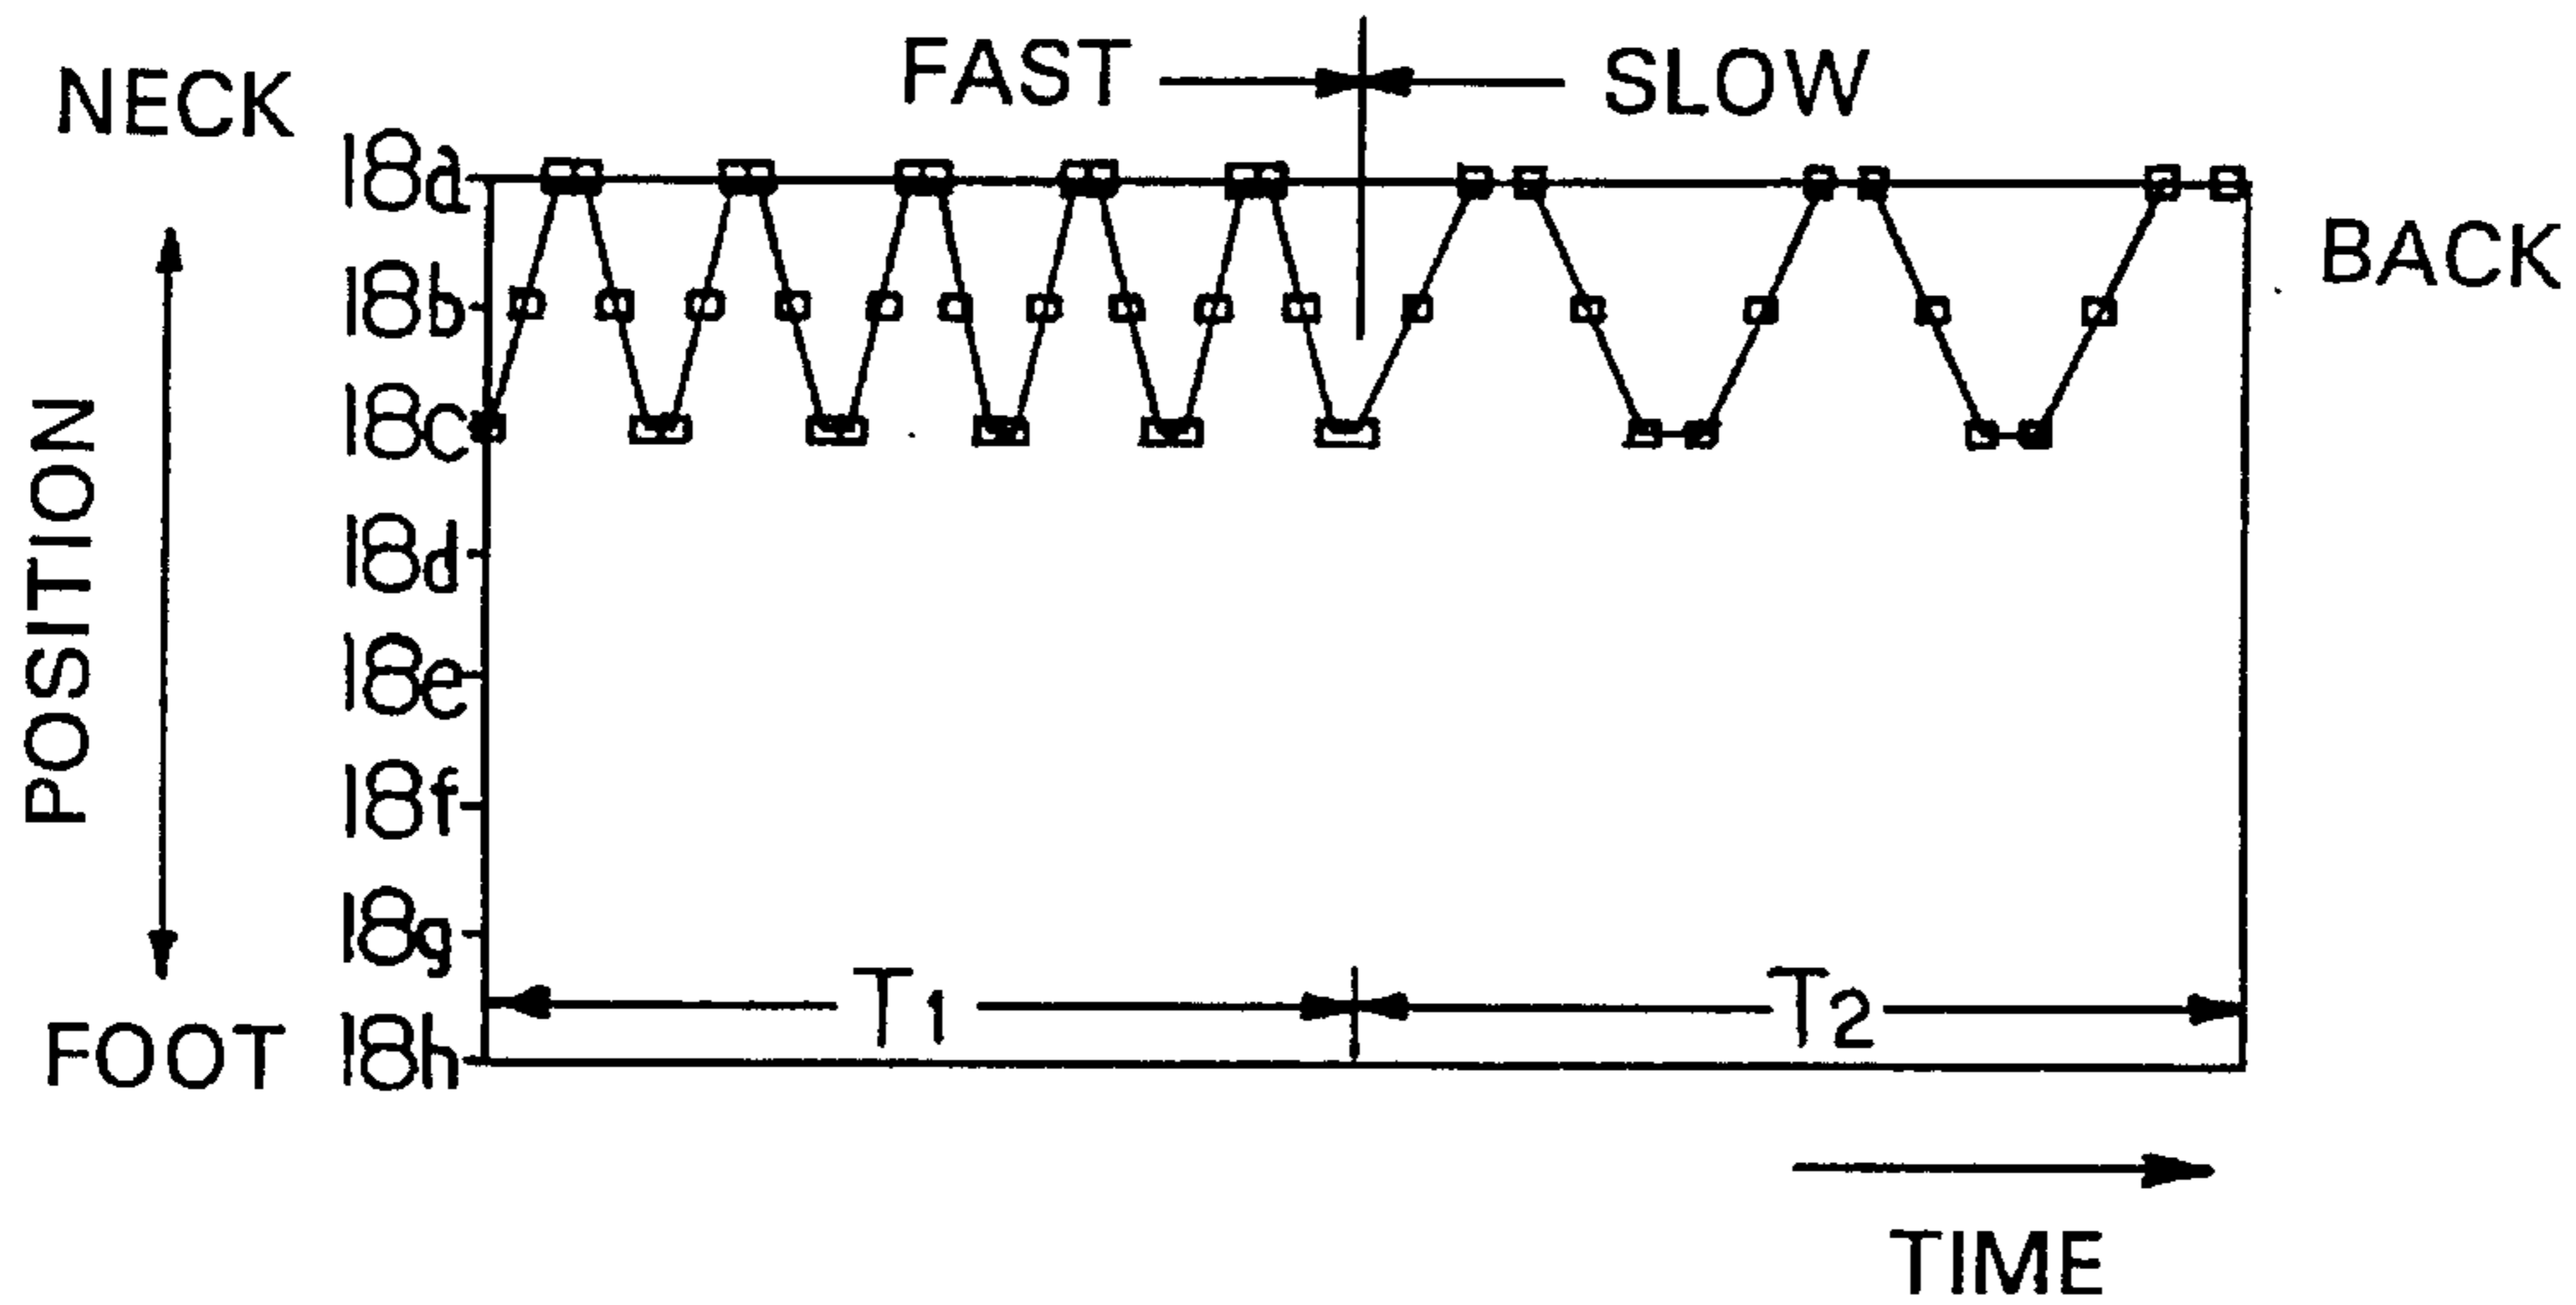 FAST
SLOW
NECK
18a
18b
BACK
18c
POSITION
18d
18e
18f
18g
T1
T2
FOOT
18h
TIME